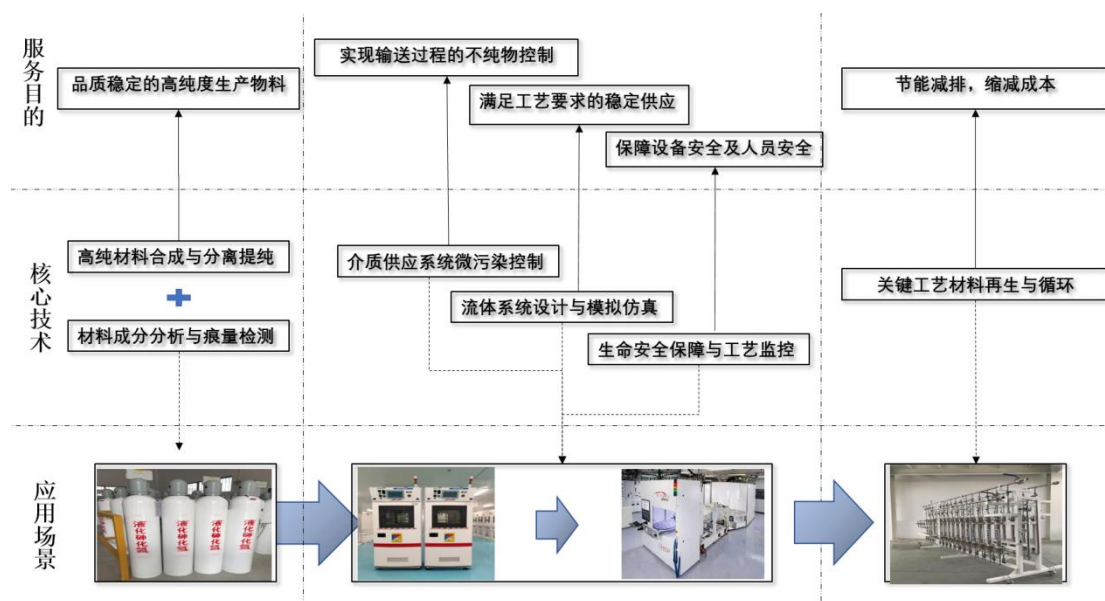 服务目的
实现输送过程的不纯物控制
品质稳定的高纯度生产物料
满足工艺要求的稳定供应
节能减排，缩减成本
保障设备安全及人员安全
核心技术
高纯材料合成与分离提纯
介质供应系统微污染控制
关键工艺材料再生与循环
流体系统设计与模拟仿真
材料成分分析与痕量检测
生命安全保障与工艺监控
应用场景
液化砷化氢
液化砷化氢
液化砷化氢
液化砷化氢